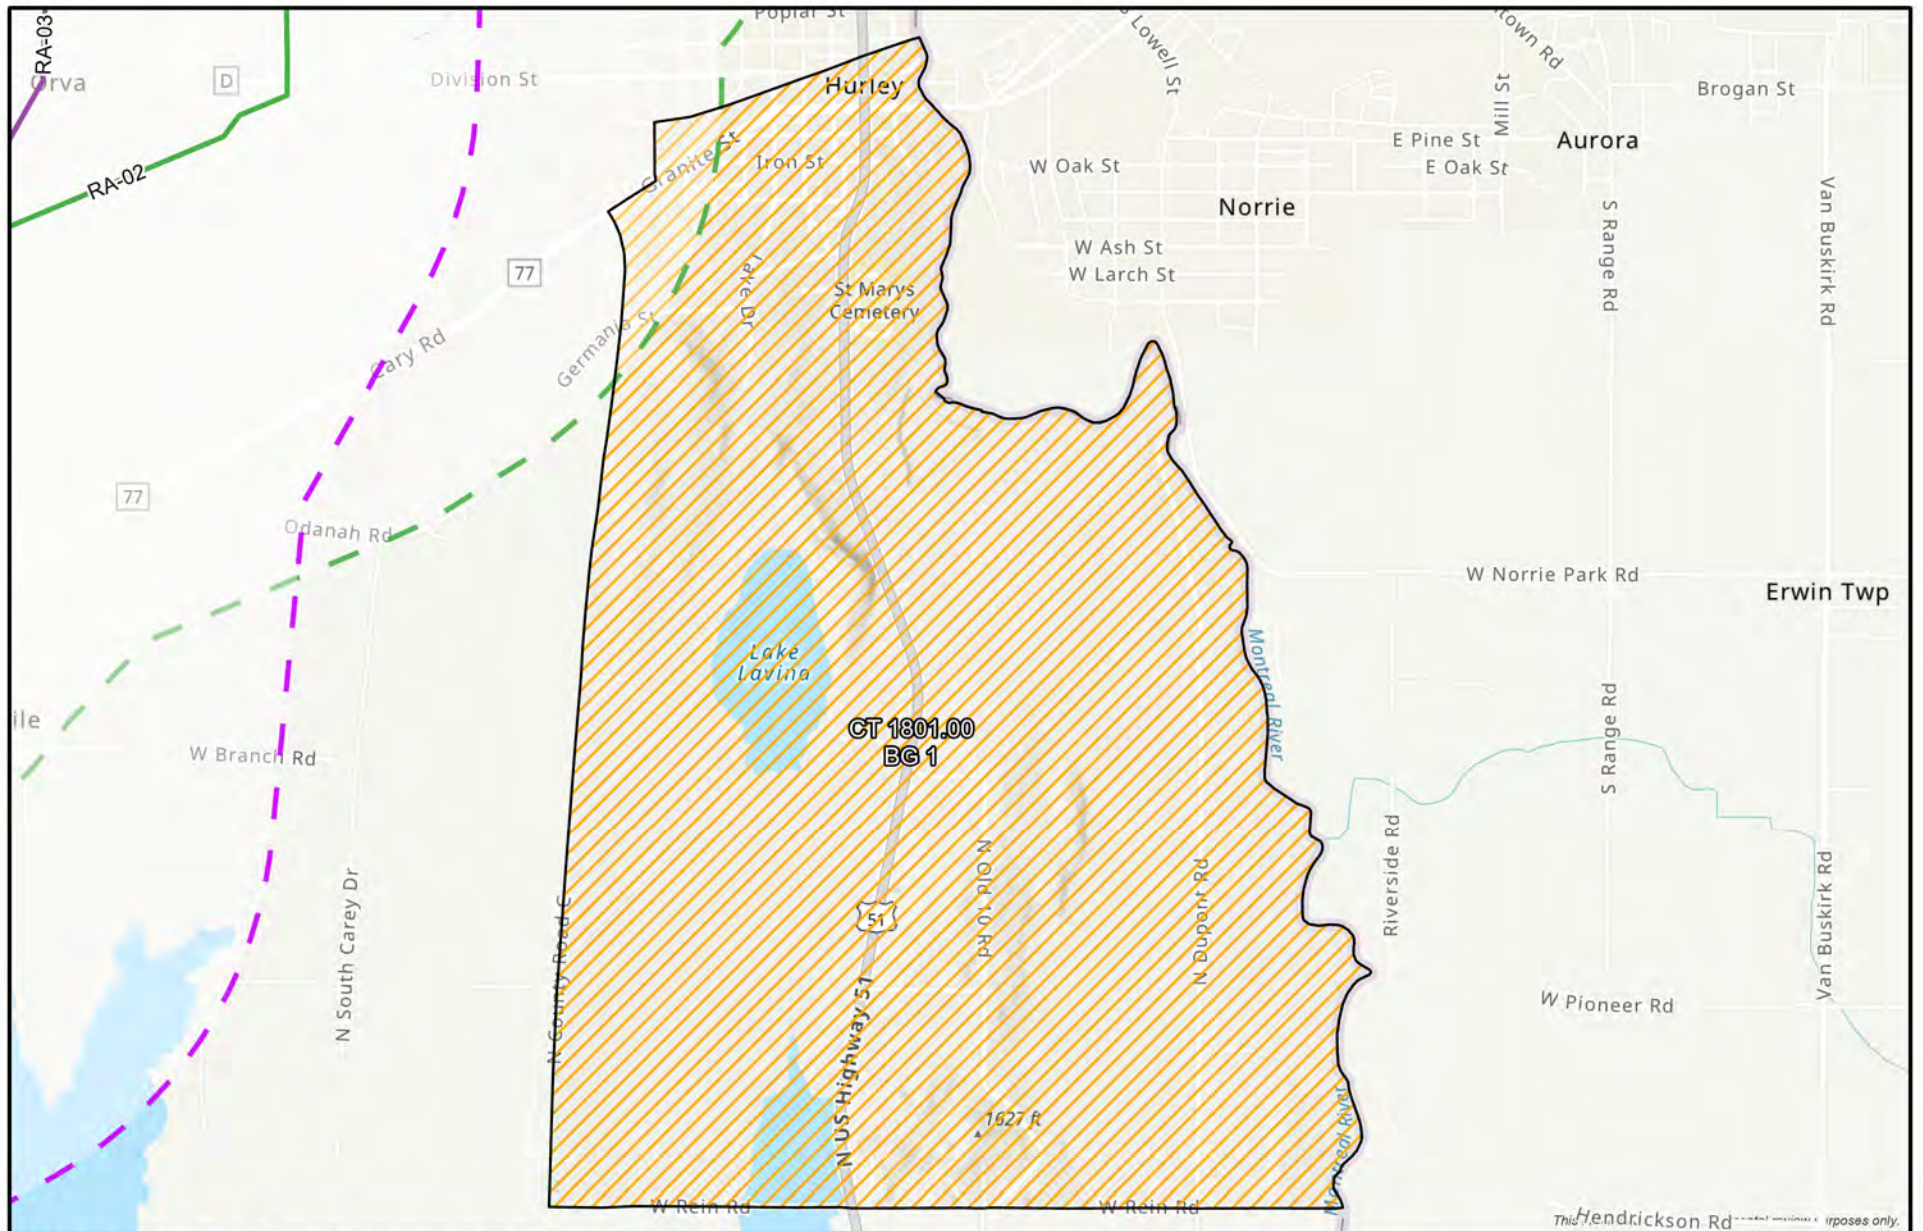 Poplar St
RA-03
Orva
D
Division St
Hurley
S Lowell St
Mill St
Brogan St
RA-02
Granite St
Iron St
W Oak St
E Pine St
E Oak St
Aurora
Norrie
Van Buskirk Rd
S Range Rd
77
Lake Dr
St Marys
Cemetery
W Ash St
W Larch St
Cary Rd
Germania St
77
Odanah Rd
W Norrie Park Rd
Erwin Twp
Lake
Lavina
Montreal River
CT 1801.00
BG 1
W Branch Rd
S Range Rd
N South Carey Dr
N County Road C
51
N Old 10 Rd
N Dupont Rd
Riverside Rd
Van Buskirk Rd
W Pioneer Rd
N US Highway 51
1627 ft
Montreal River
W Rein Rd
W Rein Rd
Hendrickson Rd
This
purposes only.